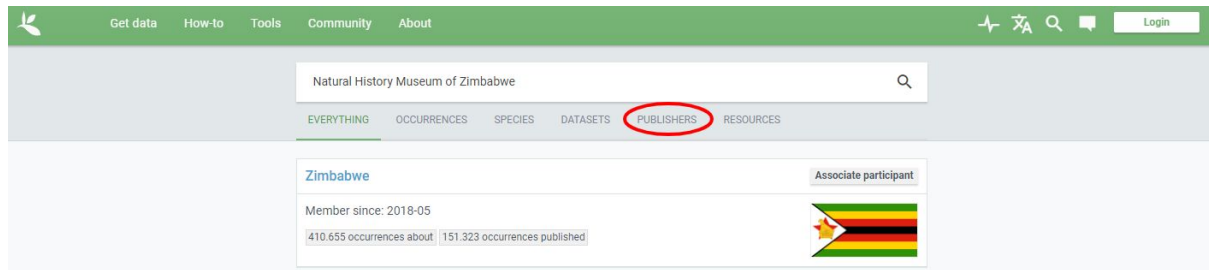 Get data How-to Tools Community About Login
Natural History Museum of Zimbabwe
EVERYTHING OCCURRENCES SPECIES DATASETS PUBLISHERS RESOURCES
Zimbabwe Associate participant
Member since: 2018-05
410.655 occurrences about 151.323 occurrences published